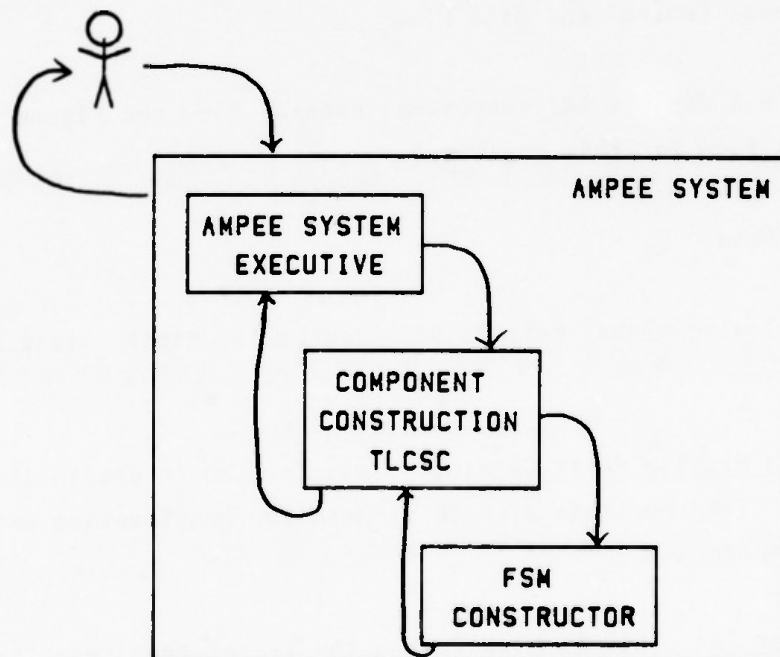 AMPEE SYSTEM
AMPEE SYSTEM
EXECUTIVE
COMPONENT
CONSTRUCTION
TLCSC
FSM
CONSTRUCTOR